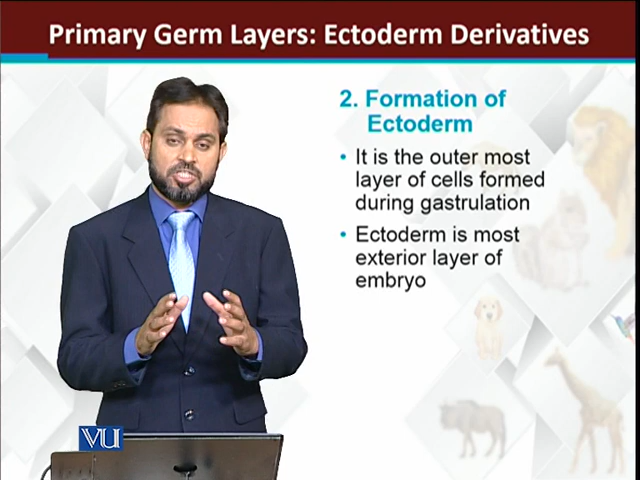 Primary Germ Layers: Ectoderm Derivatives
2. Formation of
Ectoderm
• It is the outer most
layer of cells formed
during gastrulation
• Ectoderm is most
exterior layer of
embryo
VU